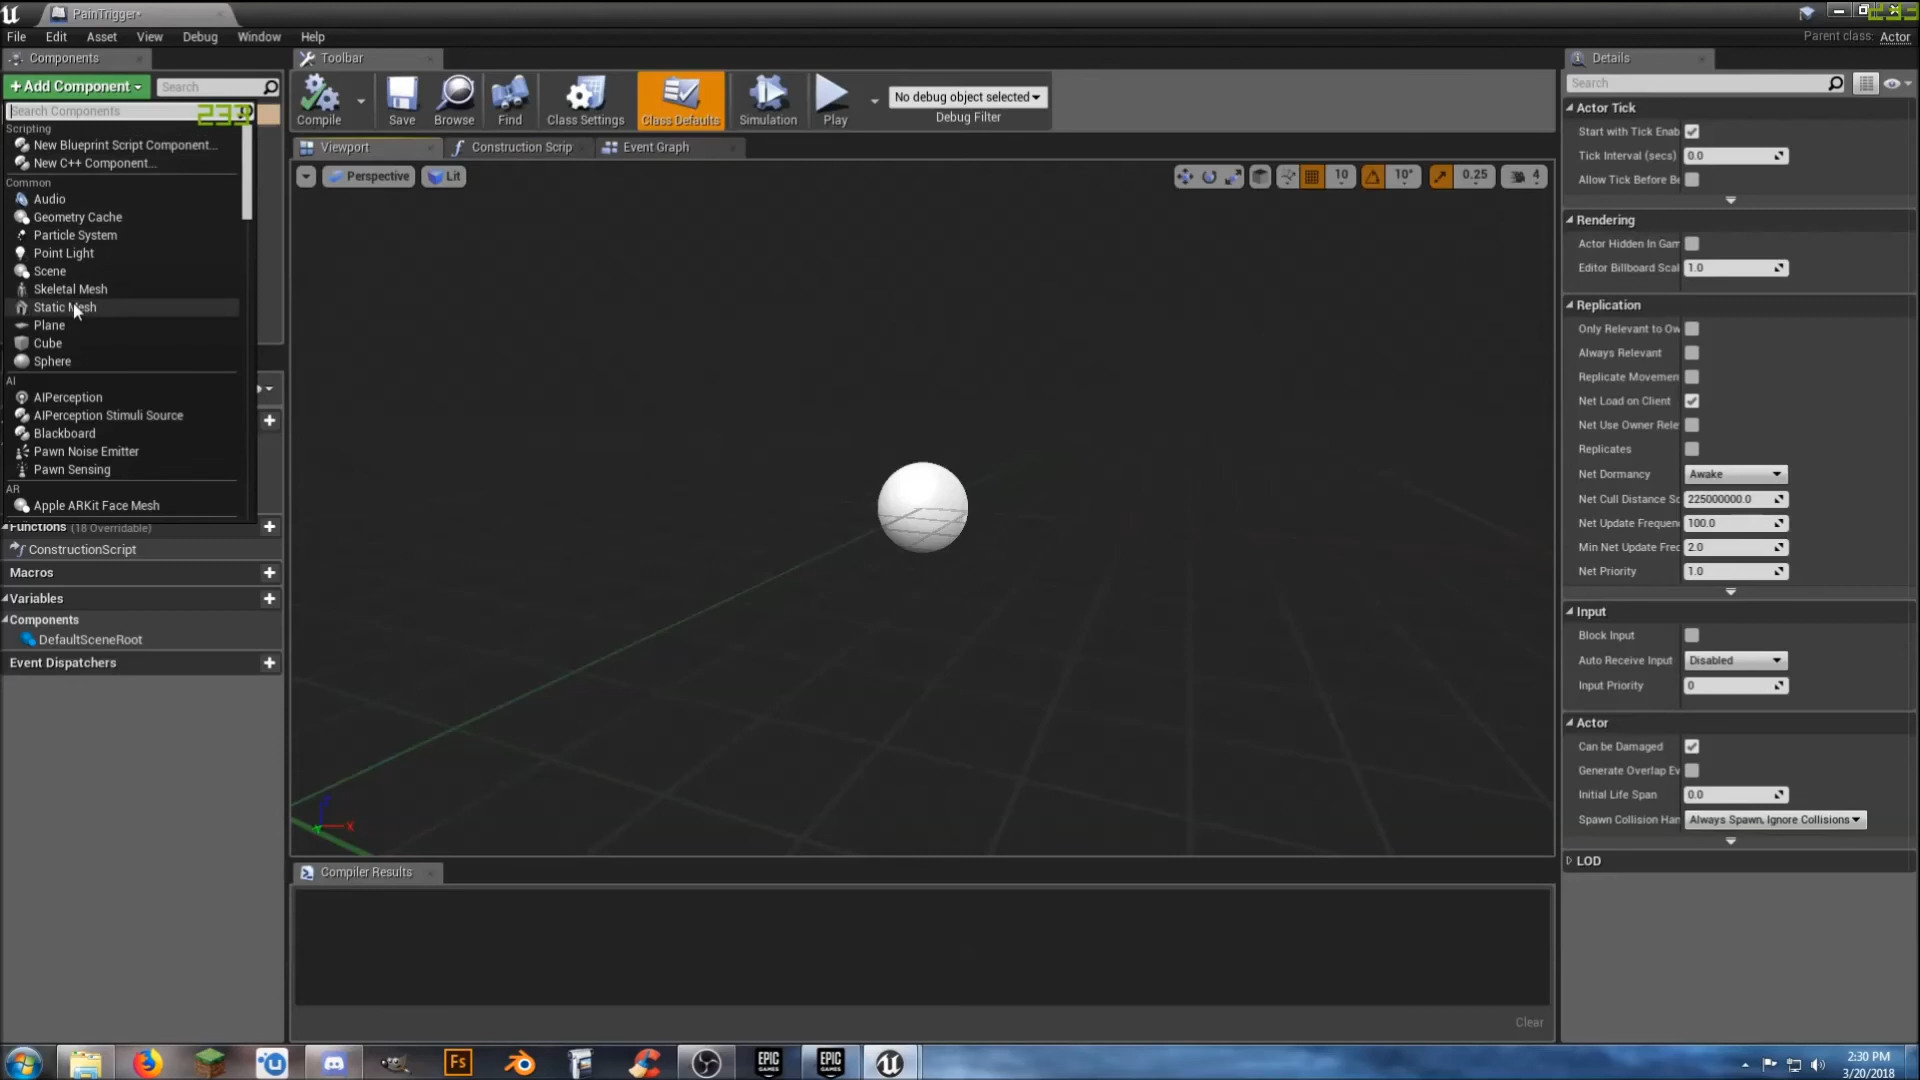 PainTrigger*
File Edit Asset View Debug Window Help
Parent class: Actor
Components
Toolbar
Details
+Add Component
Search
Search Components
233
Scripting
New Blueprint Script Component...
New C++ Component...
Common
Audio
Geometry Cache
Particle System
Point Light
Scene
Skeletal Mesh
Static Mesh
Plane
Cube
Sphere
AI
AIPerception
AIPerception Stimuli Source
Blackboard
Pawn Noise Emitter
Pawn Sensing
AR
Apple ARKit Face Mesh
Functions (18 Overridable)
ConstructionScript
Macros
Variables
Components
DefaultSceneRoot
Event Dispatchers
Compile
Save
Browse
Find
Class Settings
Class Defaults
Simulation
Play
No debug object selected
Debug Filter
Viewport
Construction Scrip
Event Graph
Perspective
Lit
10
10°
0.25
4
Z
X
Y
Compiler Results
Clear
Search
Actor Tick
Start with Tick Enab
Tick Interval (secs) 0.0
Allow Tick Before Be
Rendering
Actor Hidden In Gam
Editor Billboard Scal 1.0
Replication
Only Relevant to Ow
Always Relevant
Replicate Movemen
Net Load on Client
Net Use Owner Rele
Replicates
Net Dormancy Awake
Net Cull Distance Sc 225000000.0
Net Update Frequen 100.0
Min Net Update Frec 2.0
Net Priority 1.0
Input
Block Input
Auto Receive Input Disabled
Input Priority 0
Actor
Can be Damaged
Generate Overlap Ev
Initial Life Span 0.0
Spawn Collision Han Always Spawn, Ignore Collisions
LOD
Fs
EPIC GAMES
EPIC GAMES
2:30 PM
3/20/2018